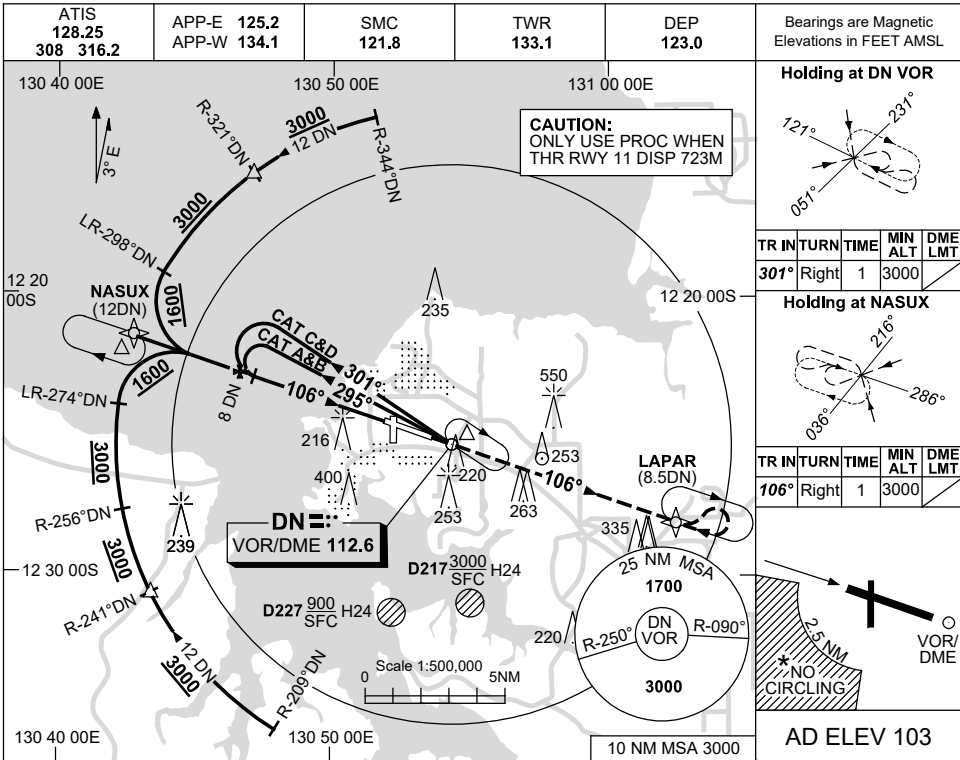 ATIS
128.25
308 316.2
APP-E 125.2
APP-W 134.1
SMC
121.8
TWR
133.1
DEP
123.0
Bearings are Magnetic
Elevations in FEET AMSL
130 40 00E
130 50 00E
131 00 00E
3° E
R-321°DN
3000
12 DN
R-344°DN
CAUTION:
ONLY USE PROC WHEN
THR RWY 11 DISP 723M
3000
LR-298°DN
12 20
00S
NASUX
(12DN)
1600
12 20 00S
235
CAT C&D
CAT A&B
301°
295°
106°
8 DN
1600
LR-274°DN
550
216
253
220
400
253
263
106°
LAPAR
(8.5DN)
335
3000
R-256°DN
239
DN
VOR/DME 112.6
3000
12 30 00S
R-241°DN
D217 3000 H24
SFC
D227 900 H24
SFC
25 NM MSA
1700
DN
VOR
R-250°
R-090°
3000
220
12 DN
3000
R-209°DN
Scale 1:500,000
0
5NM
130 40 00E
130 50 00E
10 NM MSA 3000
Holding at DN VOR
121°
231°
051°
TR IN TURN TIME MIN ALT DME LMT
301° Right 1 3000
Holding at NASUX
216°
286°
036°
TR IN TURN TIME MIN ALT DME LMT
106° Right 1 3000
2.5 NM
VOR/
DME
* NO
CIRCLING
AD ELEV 103